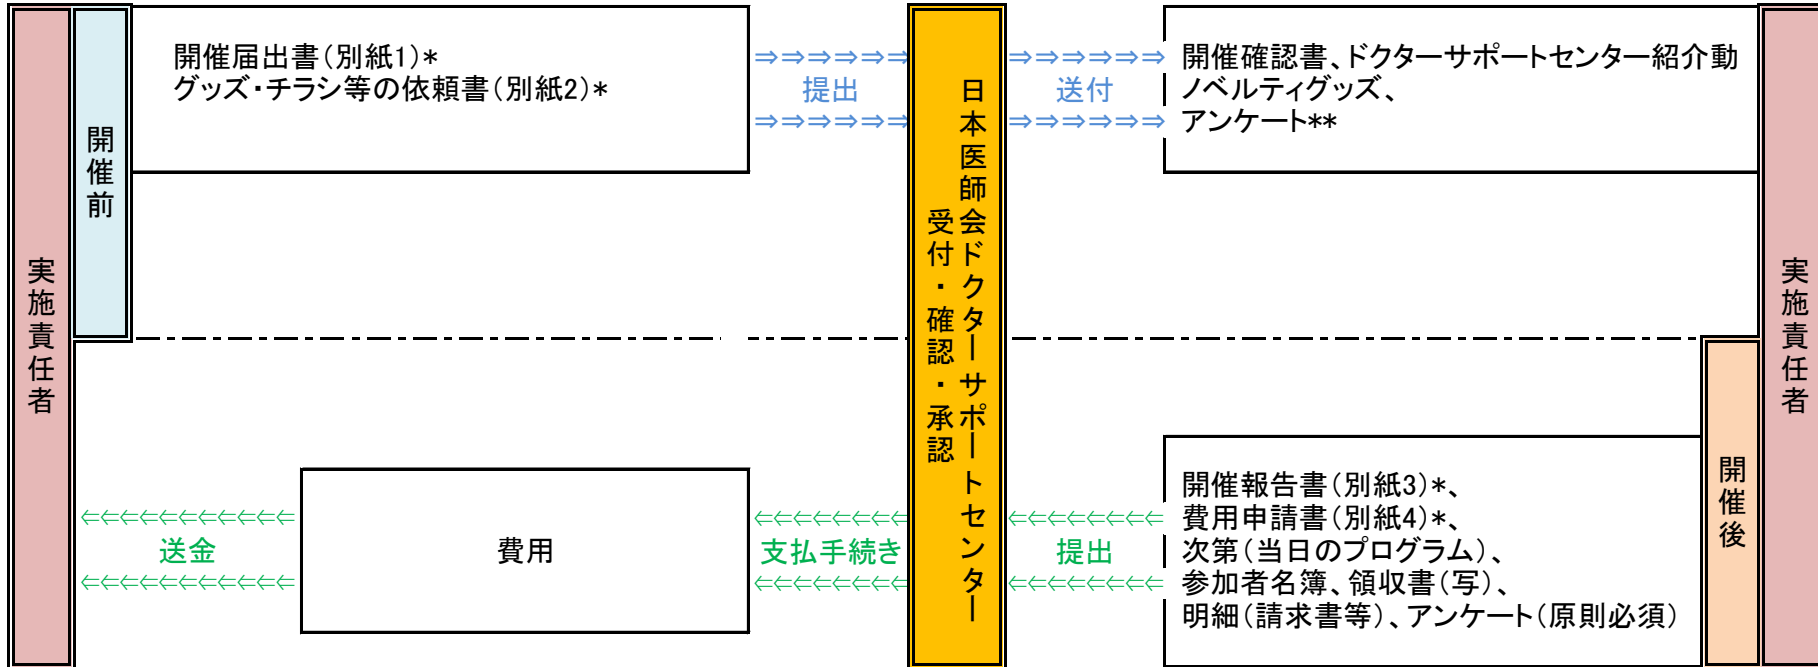 実施責任者
開催前
開催届出書(別紙1)*
グッズ・チラシ等の依頼書(別紙2)*
⇒⇒⇒⇒⇒⇒
提出
⇒⇒⇒⇒⇒⇒
日本医師会ドクターサポートセンター
受付・確認・承認
⇒⇒⇒⇒⇒⇒
送付
⇒⇒⇒⇒⇒⇒
開催確認書、ドクターサポートセンター紹介動
ノベルティグッズ、
アンケート**
実施責任者
開催後
開催報告書(別紙3)*、
費用申請書(別紙4)*、
次第(当日のプログラム)、
参加者名簿、領収書(写)、
明細(請求書等)、アンケート(原則必須)
⇐⇐⇐⇐⇐⇐⇐⇐
提出
⇐⇐⇐⇐⇐⇐⇐⇐
⇐⇐⇐⇐⇐⇐⇐⇐
支払手続き
⇐⇐⇐⇐⇐⇐⇐⇐
費用
⇐⇐⇐⇐⇐⇐⇐⇐⇐⇐⇐
送金
⇐⇐⇐⇐⇐⇐⇐⇐⇐⇐⇐